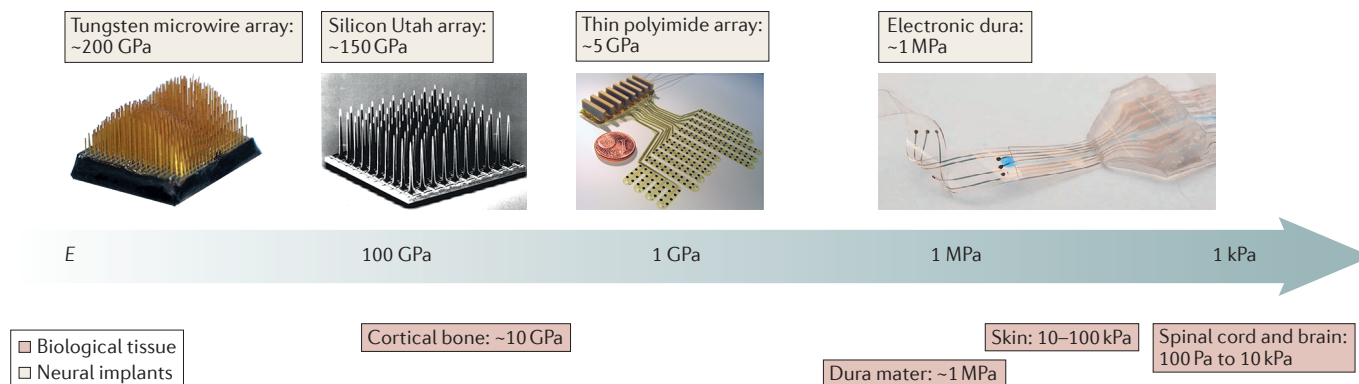 Tungsten microwire array:
~200 GPa
Silicon Utah array:
~150 GPa
Thin polyimide array:
~5 GPa
Electronic dura:
~1 MPa
E 100 GPa 1 GPa 1 MPa 1 kPa
Biological tissue
Neural implants
Cortical bone: ~10 GPa
Dura mater: ~1 MPa
Skin: 10–100 kPa
Spinal cord and brain:
100 Pa to 10 kPa